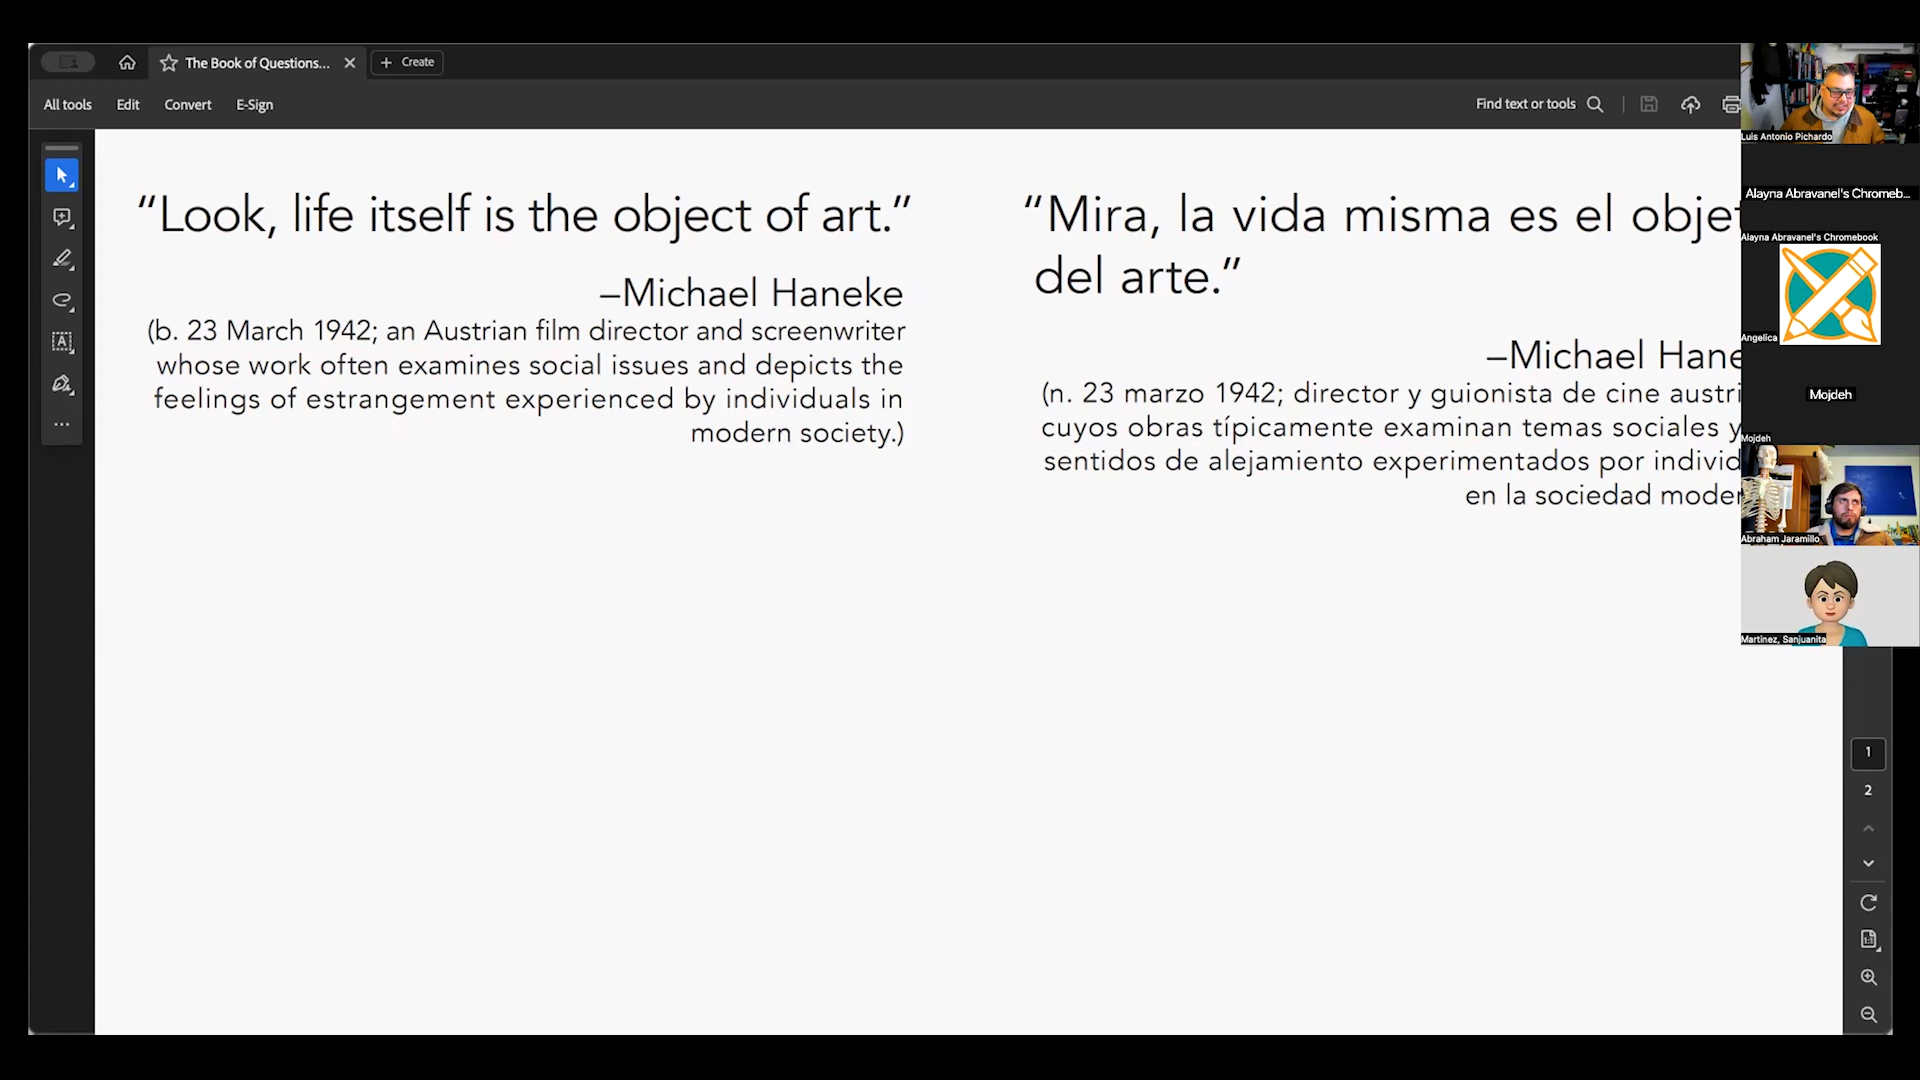 The Book of Questions...
Create
All tools
Edit
Convert
E-Sign
Find text or tools
“Look, life itself is the object of art.”
–Michael Haneke
(b. 23 March 1942; an Austrian film director and screenwriter
whose work often examines social issues and depicts the
feelings of estrangement experienced by individuals in
modern society.)
“Mira, la vida misma es el obje
del arte.”
–Michael Hane
(n. 23 marzo 1942; director y guionista de cine austri
cuyos obras típicamente examinan temas sociales y
sentidos de alejamiento experimentados por individ
en la sociedad moder
Luis Antonio Pichardo
Alayna Abravanel's Chromeb...
Alayna Abravanel's Chromebook
Angelica
Mojdeh
Mojdeh
Abraham Jaramillo
Martinez, Sanjuanita
1
2